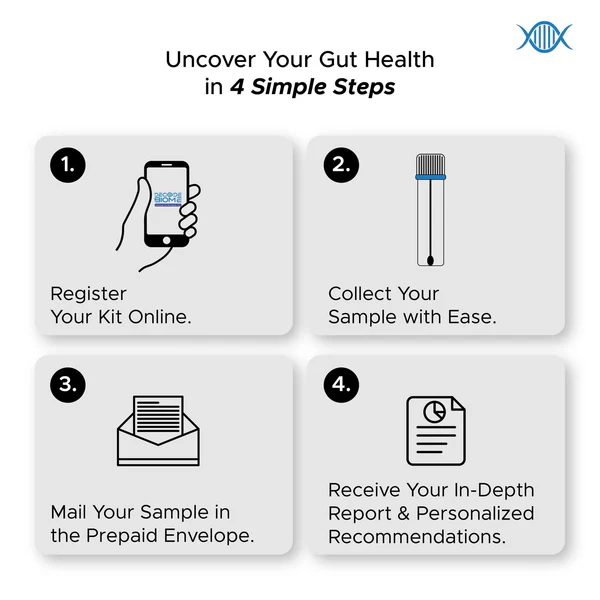 Uncover Your Gut Health
in 4 Simple Steps
1.
DECODE
BIOME
Register
Your Kit Online.
2.
Collect Your
Sample with Ease.
3.
Mail Your Sample in
the Prepaid Envelope.
4.
Receive Your In-Depth
Report & Personalized
Recommendations.